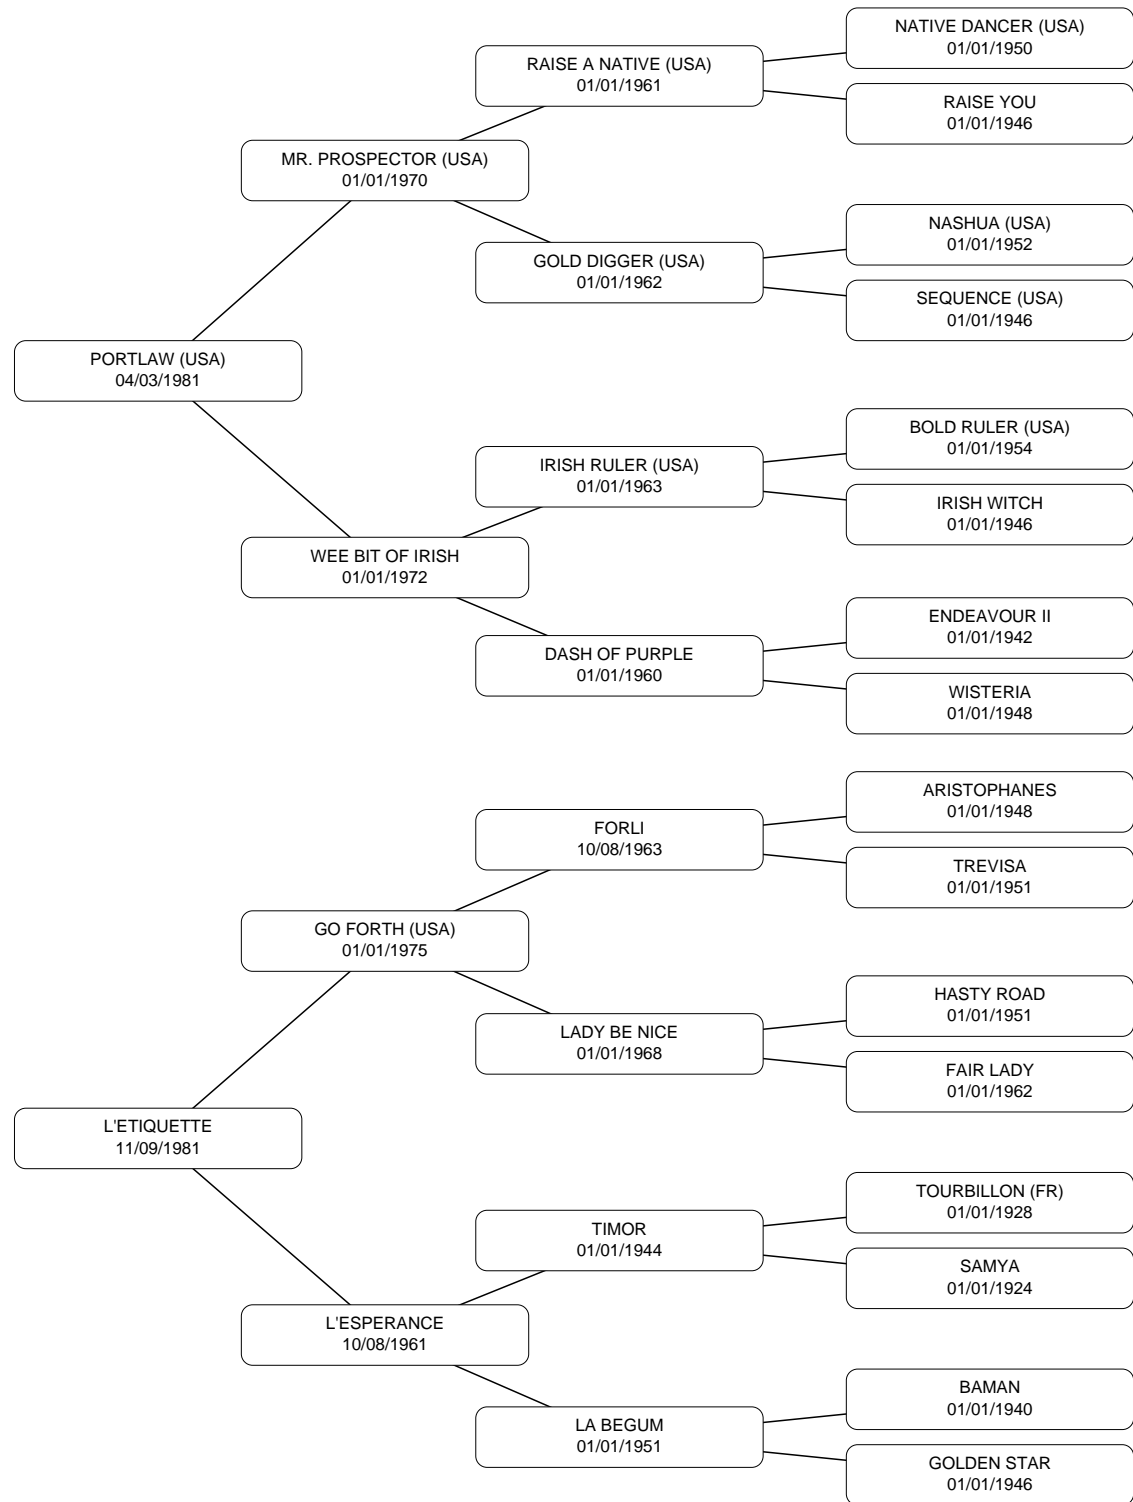 NATIVE DANCER (USA)
01/01/1950
RAISE A NATIVE (USA)
01/01/1961
RAISE YOU
01/01/1946
MR. PROSPECTOR (USA)
01/01/1970
NASHUA (USA)
01/01/1952
GOLD DIGGER (USA)
01/01/1962
SEQUENCE (USA)
01/01/1946
PORTLAW (USA)
04/03/1981
BOLD RULER (USA)
01/01/1954
IRISH RULER (USA)
01/01/1963
IRISH WITCH
01/01/1946
WEE BIT OF IRISH
01/01/1972
ENDEAVOUR II
01/01/1942
DASH OF PURPLE
01/01/1960
WISTERIA
01/01/1948
ARISTOPHANES
01/01/1948
FORLI
10/08/1963
TREVISA
01/01/1951
GO FORTH (USA)
01/01/1975
HASTY ROAD
01/01/1951
LADY BE NICE
01/01/1968
FAIR LADY
01/01/1962
L'ETIQUETTE
11/09/1981
TOURBILLON (FR)
01/01/1928
TIMOR
01/01/1944
SAMYA
01/01/1924
L'ESPERANCE
10/08/1961
BAMAN
01/01/1940
LA BEGUM
01/01/1951
GOLDEN STAR
01/01/1946